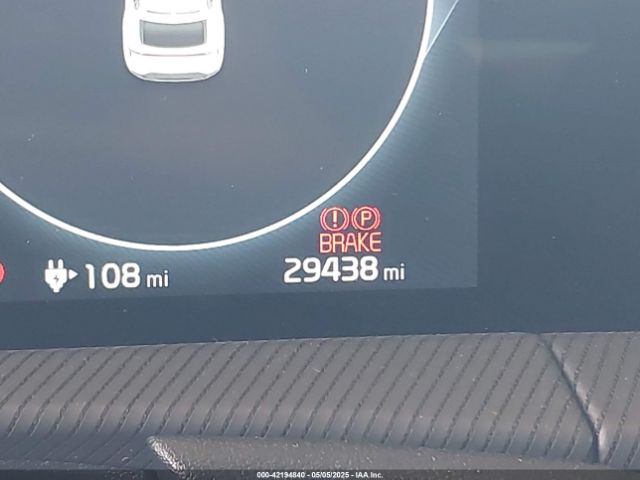 (!) (P)
BRAKE
108 mi 29438 mi
000-42194840 - 05/05/2025 - IAA Inc.